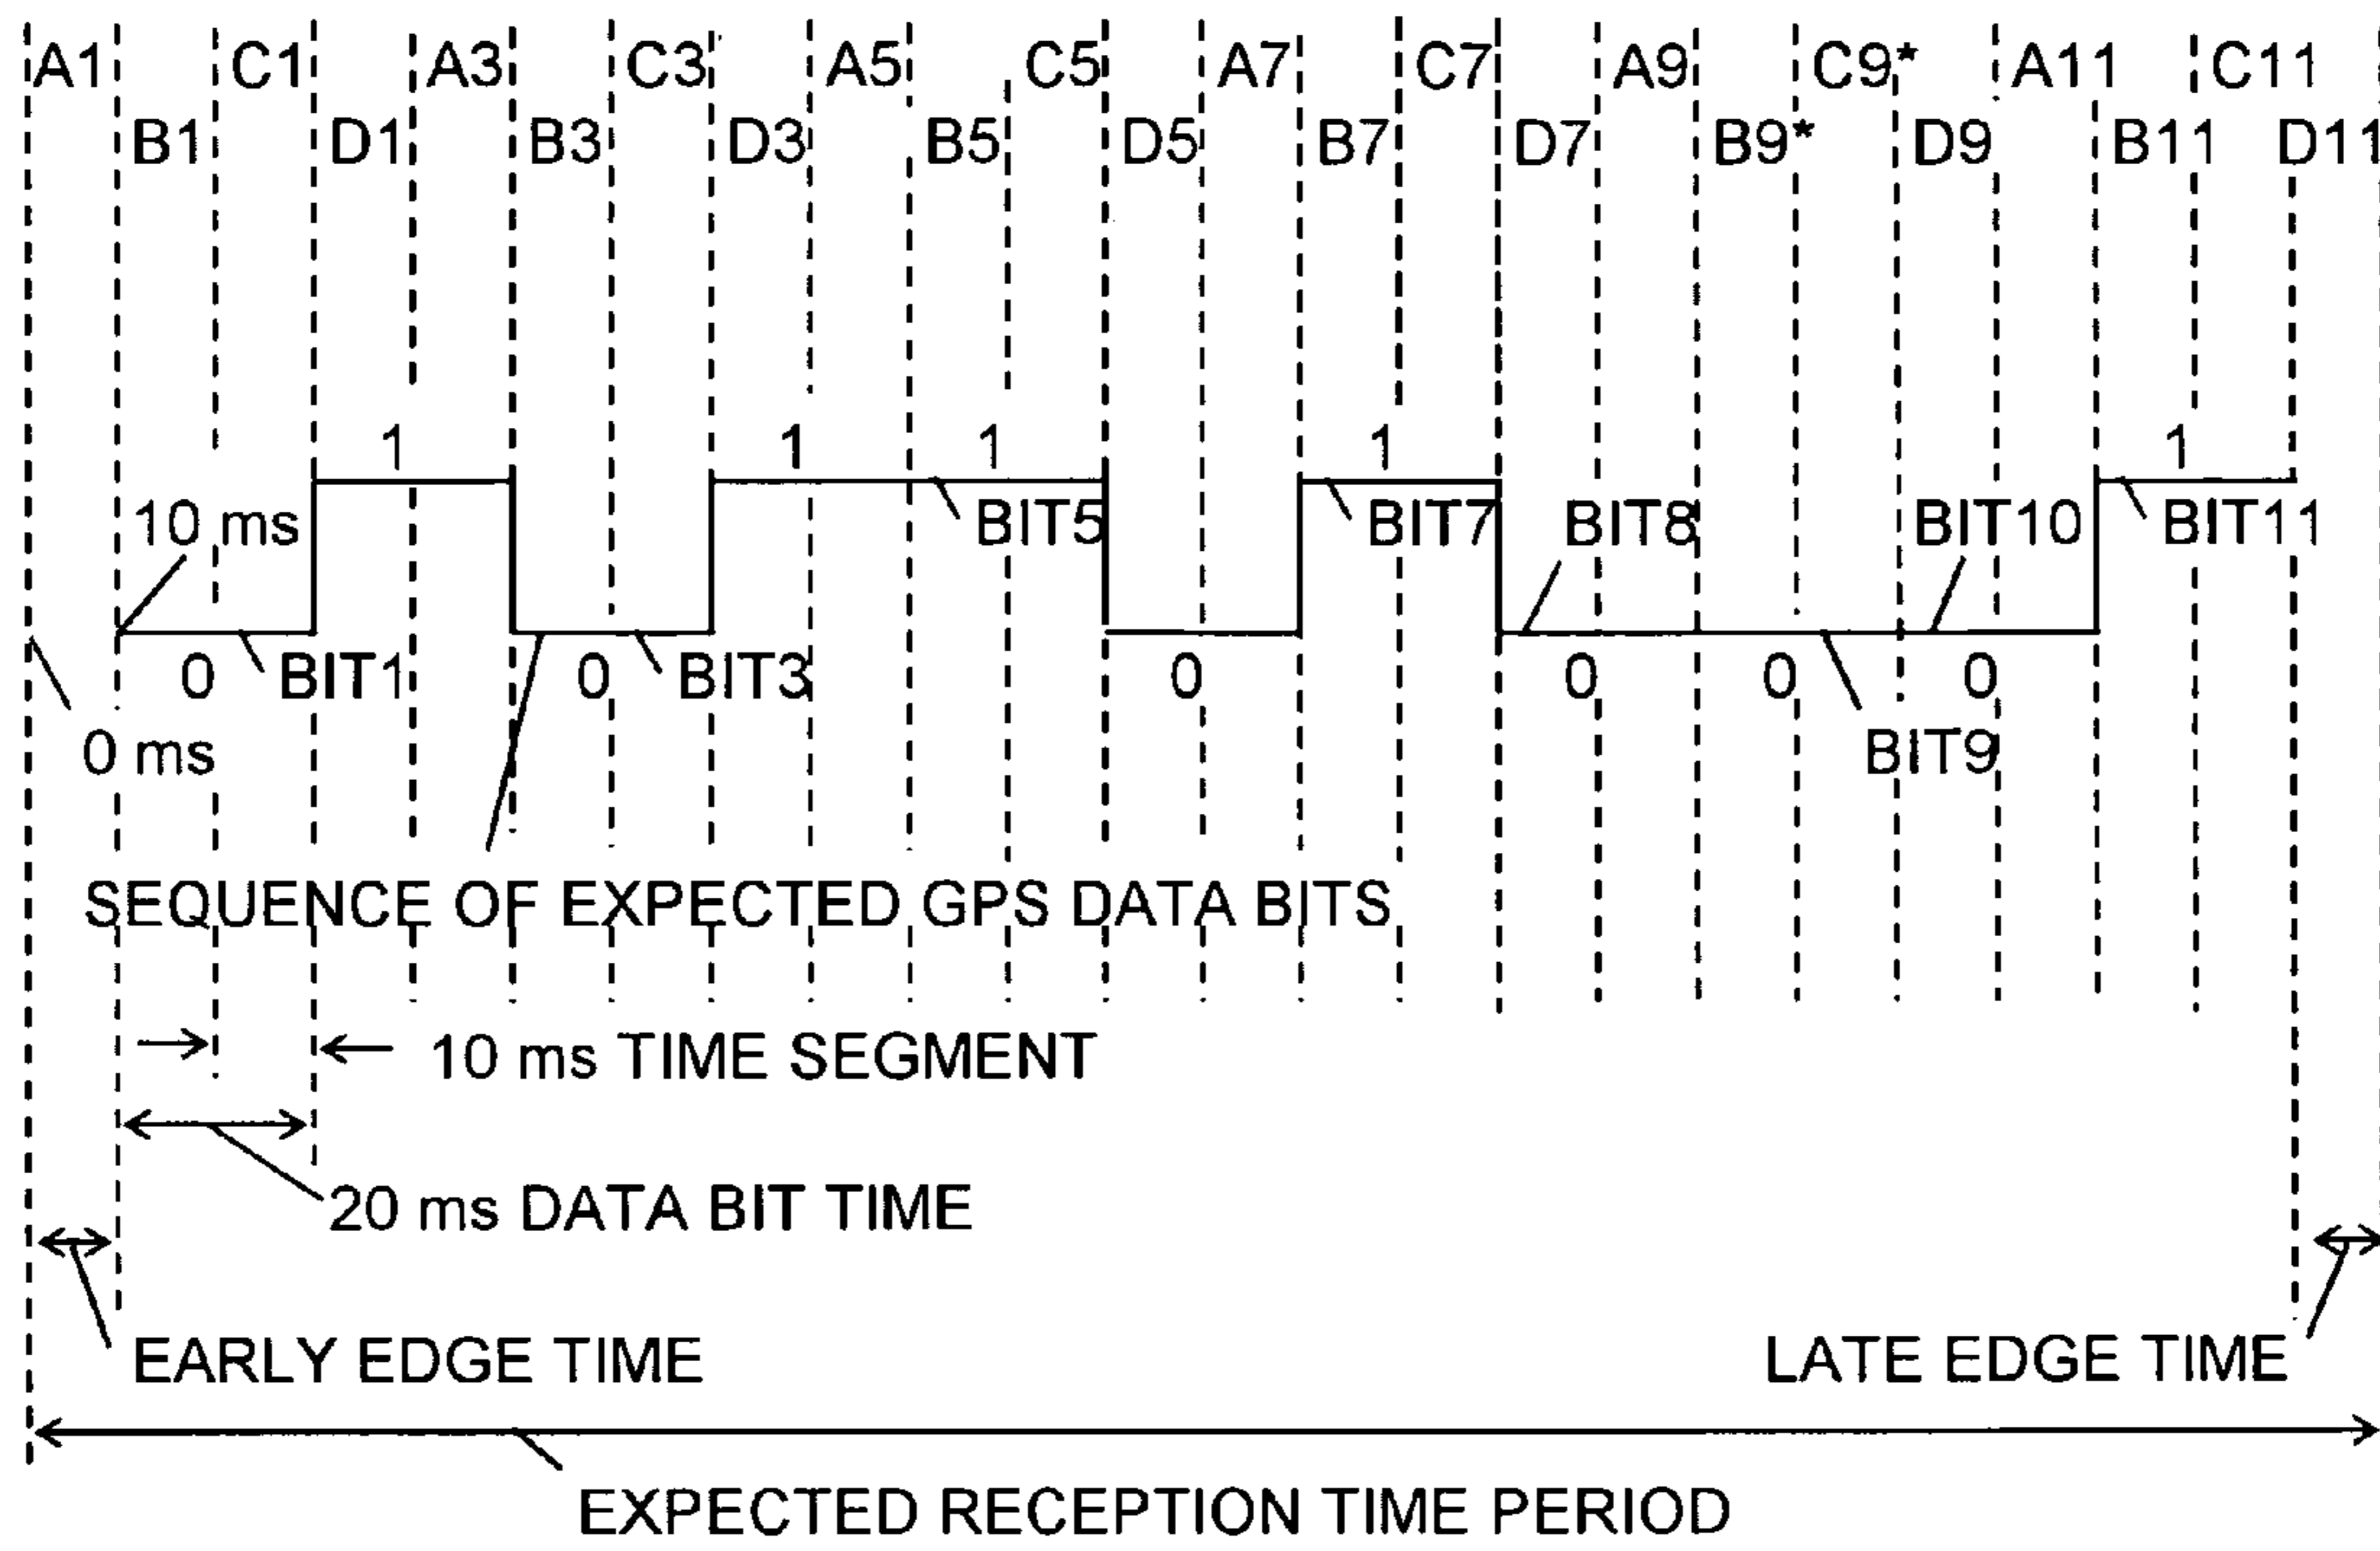 A1 C1 A3 C3 A5 C5 A7 C7 A9 C9* A11 C11
B1 D1 B3 D3 B5 D5 B7 D7 B9* D9 B11 D11
1 1 1 1 1
10 ms BIT5 BIT7 BIT8 BIT10 BIT11
0 BIT1 0 BIT3 0 0 0 0
0 ms BIT9
SEQUENCE OF EXPECTED GPS DATA BITS
10 ms TIME SEGMENT
20 ms DATA BIT TIME
EARLY EDGE TIME LATE EDGE TIME
EXPECTED RECEPTION TIME PERIOD